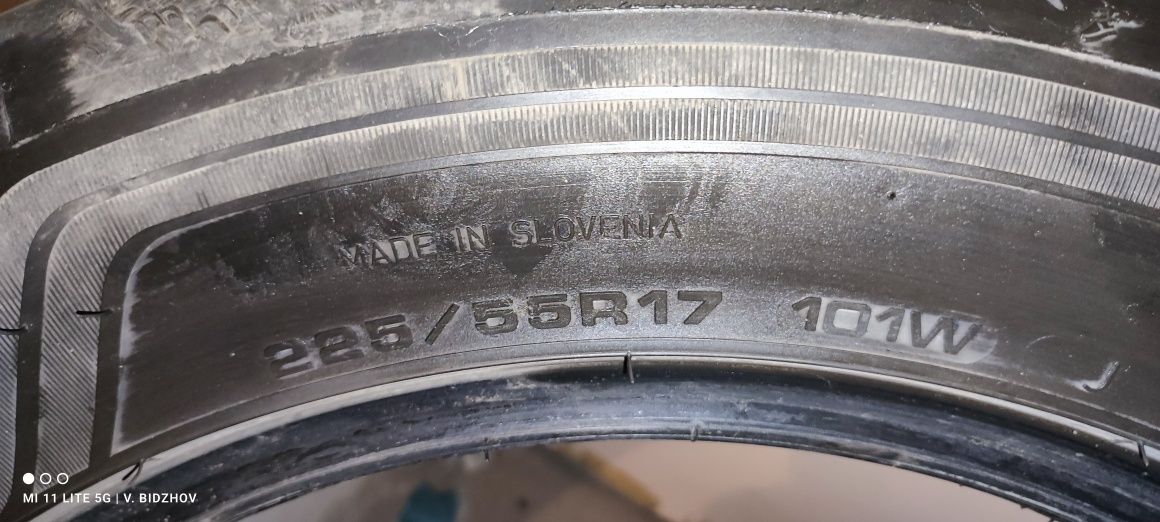 MADE IN SLOVENIA
225/55R17 101W J
MI 11 LITE 5G | V. BIDZHOV